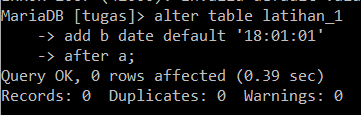 MariaDB [tugas]> alter table latihan_1
-> add b date default '18:01:01'
-> after a;
Query OK, 0 rows affected (0.39 sec)
Records: 0 Duplicates: 0 Warnings: 0